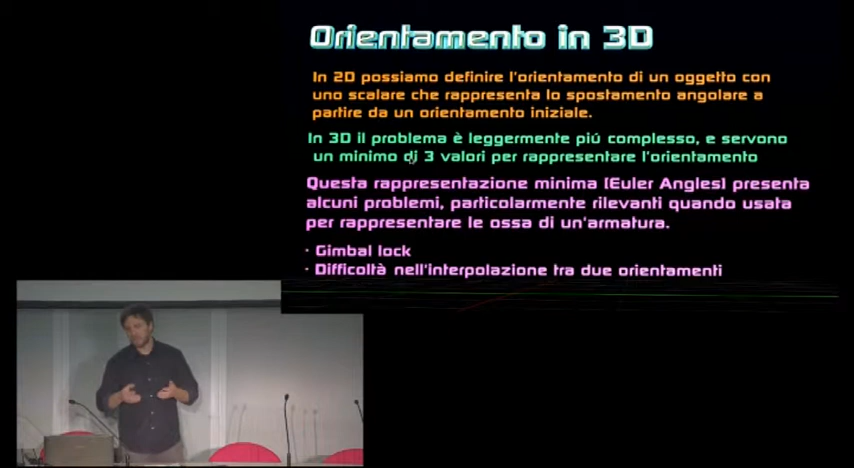 Orientamento in 3D
In 2D possiamo definire l'orientamento di un oggetto con
uno scalare che rappresenta lo spostamento angolare a
partire da un orientamento iniziale.
In 3D il problema è leggermente piú complesso, e servono
un minimo di 3 valori per rappresentare l'orientamento
Questa rappresentazione minima [Euler Angles] presenta
alcuni problemi, particolarmente rilevanti quando usata
per rappresentare le ossa di un'armatura.
· Gimbal lock
· Difficoltà nell'interpolazione tra due orientamenti